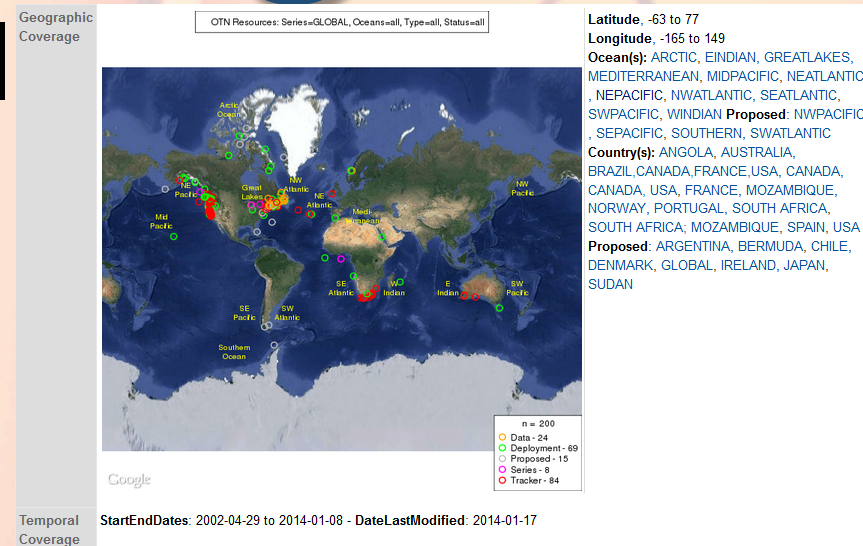 Geographic
Coverage
OTN Resources: Series=GLOBAL, Oceans=all, Type=all, Status=all
Arctic
Ocean
NE
Pacific
Great
Lakes
NW
Atlantic
NE
Atlantic
Medi-
terranean
NW
Pacific
Mid
Pacific
SE
Atlantic
W
Indian
E
Indian
SW
Pacific
SE
Pacific
SW
Atlantic
Southern
Ocean
n = 200
Data - 24
Deployment - 69
Proposed - 15
Series - 8
Tracker - 84
Google
Latitude, -63 to 77
Longitude, -165 to 149
Ocean(s): ARCTIC, EINDIAN, GREATLAKES,
MEDITERRANEAN, MIDPACIFIC, NEATLANTIC
, NEPACIFIC, NWATLANTIC, SEATLANTIC,
SWPACIFIC, WINDIAN Proposed: NWPACIFIC
, SEPACIFIC, SOUTHERN, SWATLANTIC
Country(s): ANGOLA, AUSTRALIA,
BRAZIL,CANADA,FRANCE,USA, CANADA,
CANADA, USA, FRANCE, MOZAMBIQUE,
NORWAY, PORTUGAL, SOUTH AFRICA,
SOUTH AFRICA; MOZAMBIQUE, SPAIN, USA
Proposed: ARGENTINA, BERMUDA, CHILE,
DENMARK, GLOBAL, IRELAND, JAPAN,
SUDAN
Temporal
Coverage
StartEndDates: 2002-04-29 to 2014-01-08 - DateLastModified: 2014-01-17